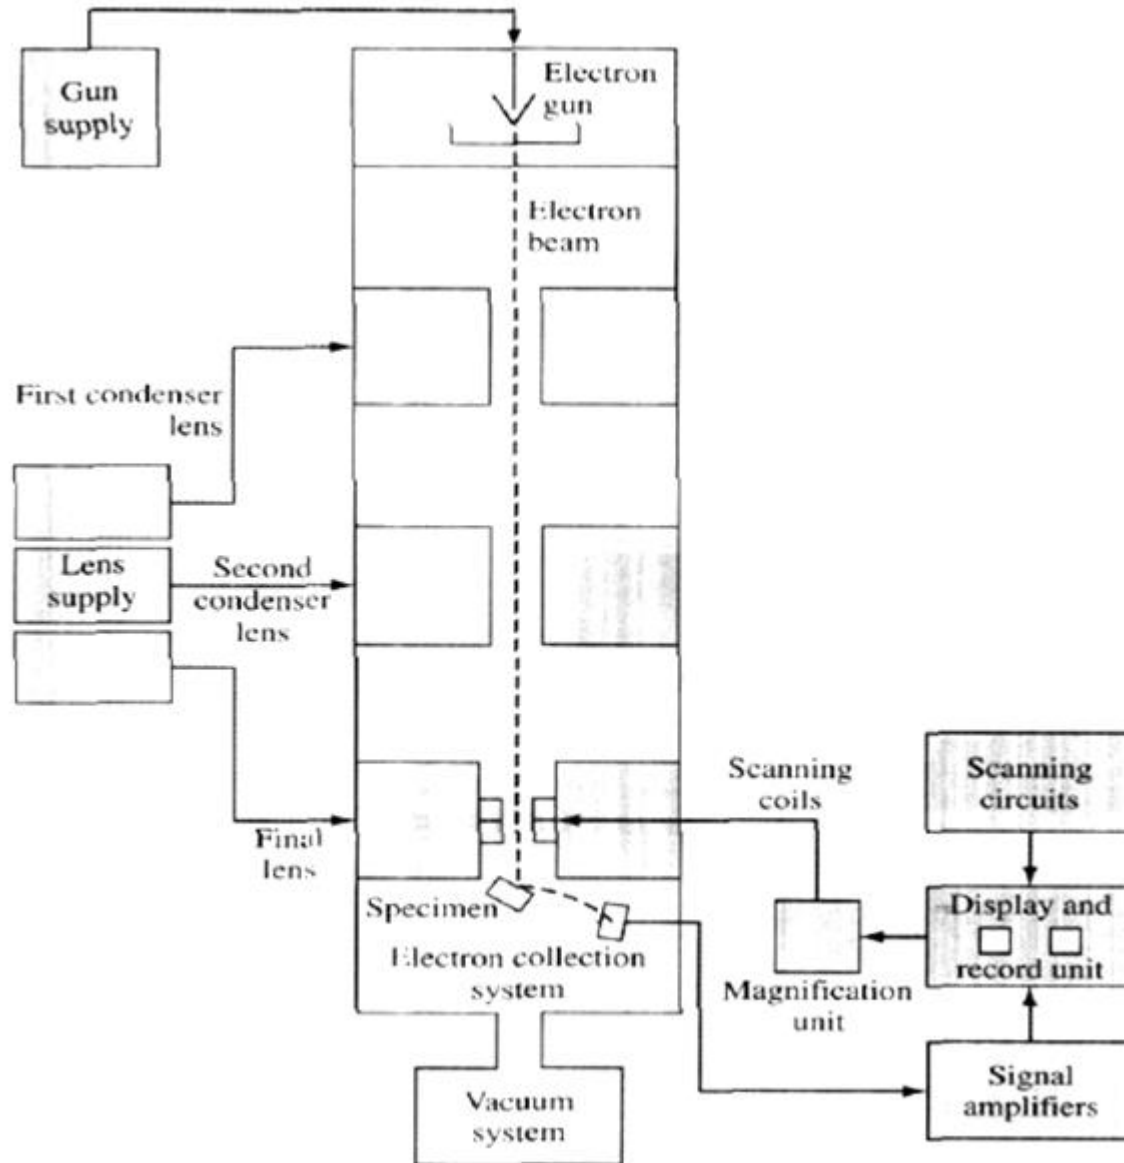 Gun
supply
Electron
gun
Electron
beam
First condenser
lens
Lens
supply
Second
condenser
lens
Final
lens
Scanning
coils
Scanning
circuits
Specimen
Display and
record unit
Electron collection
system
Magnification
unit
Signal
amplifiers
Vacuum
system